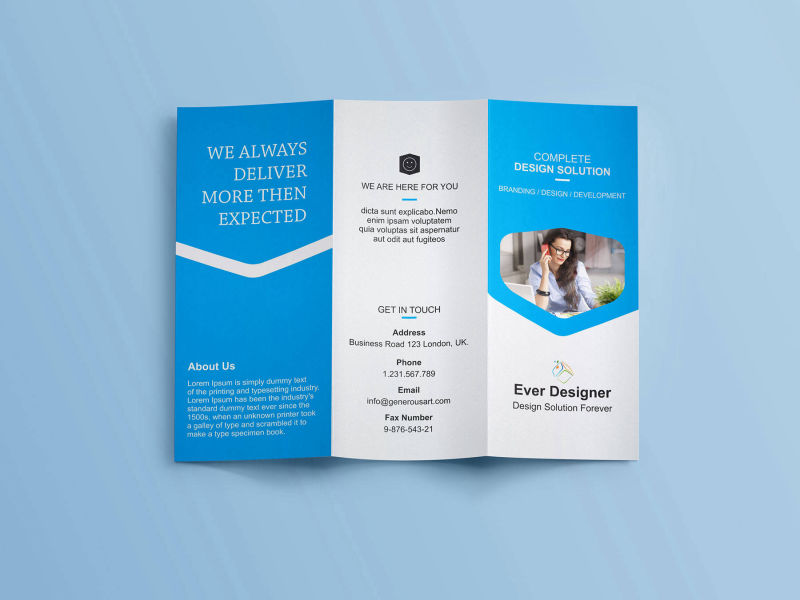 WE ALWAYS
DELIVER
MORE THEN
EXPECTED
About Us
Lorem Ipsum is simply dummy text
of the printing and typesetting industry.
Lorem Ipsum has been the industry's
standard dummy text ever since the
1500s, when an unknown printer took
a galley of type and scrambled it to
make a type specimen book.
WE ARE HERE FOR YOU
dicta sunt explicabo.Nemo
enim ipsam voluptatem
quia voluptas sit aspernatur
aut odit aut fugiteos
GET IN TOUCH
Address
Business Road 123 London, UK.
Phone
1.231.567.789
Email
info@generousart.com
Fax Number
9-876-543-21
COMPLETE
DESIGN SOLUTION
BRANDING / DESIGN / DEVELOPMENT
Ever Designer
Design Solution Forever